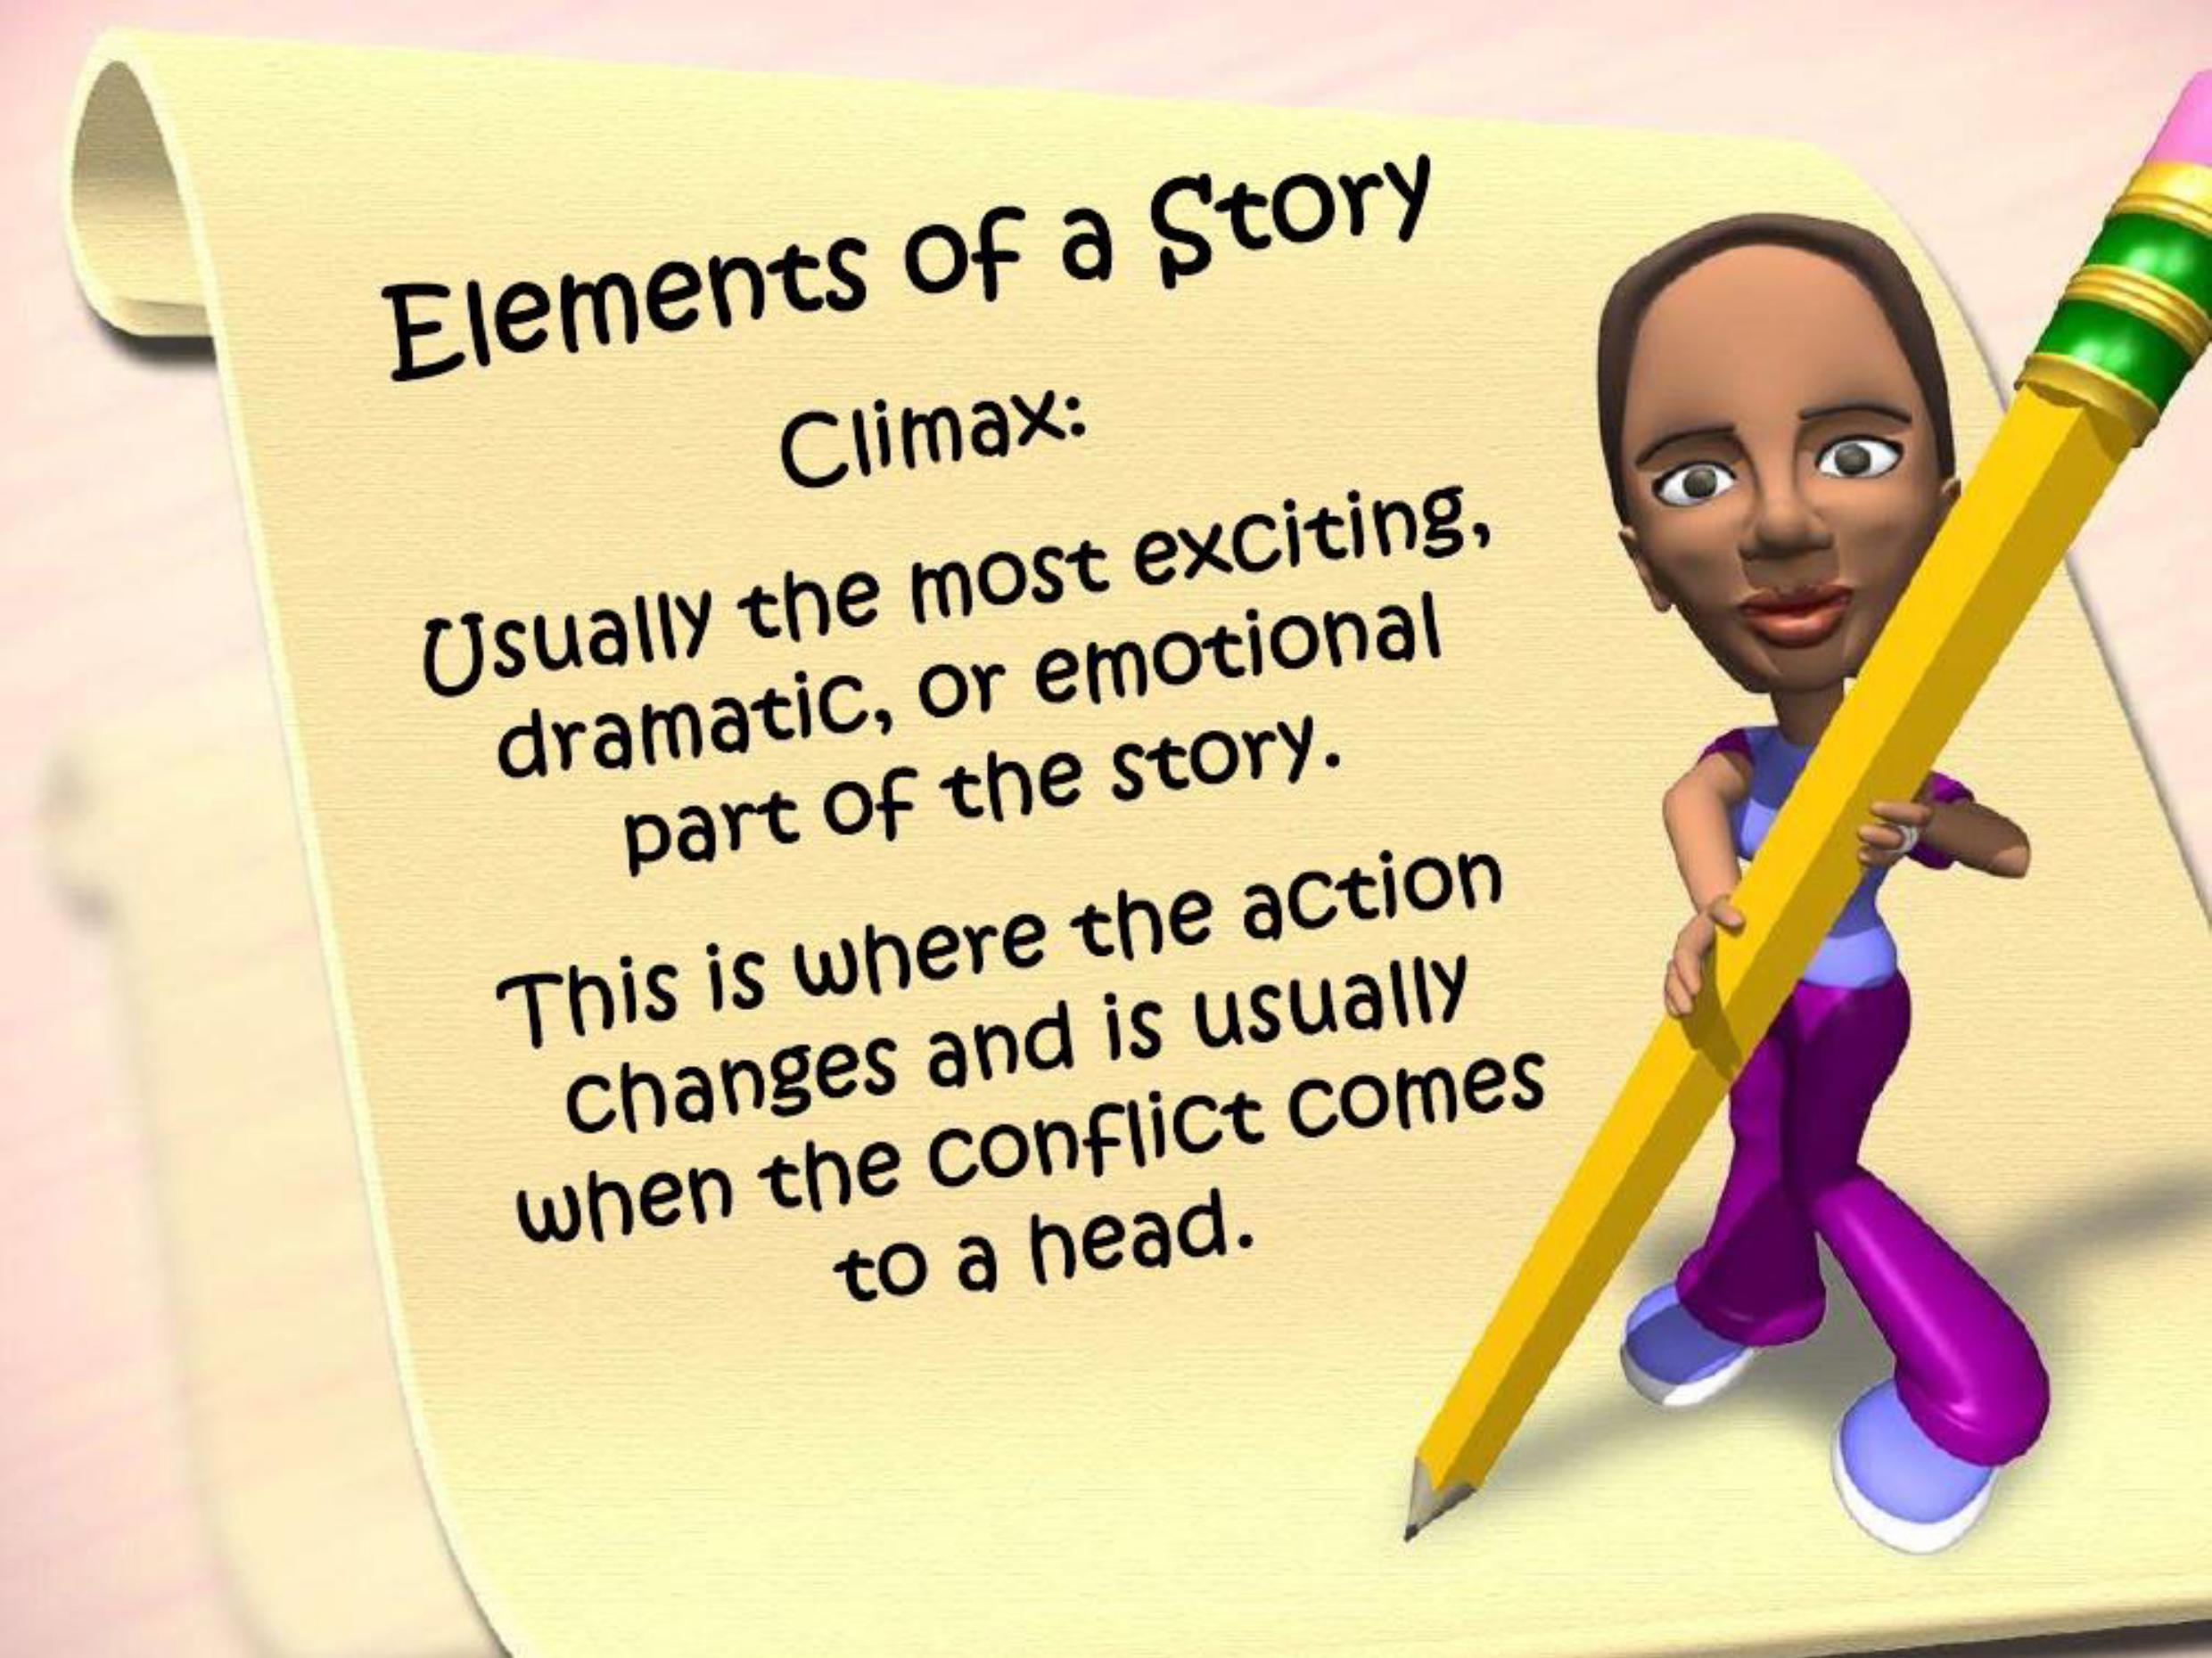 Elements of a Story
Climax:
Usually the most exciting,
dramatic, or emotional
part of the story.
This is where the action
changes and is usually
when the conflict comes
to a head.